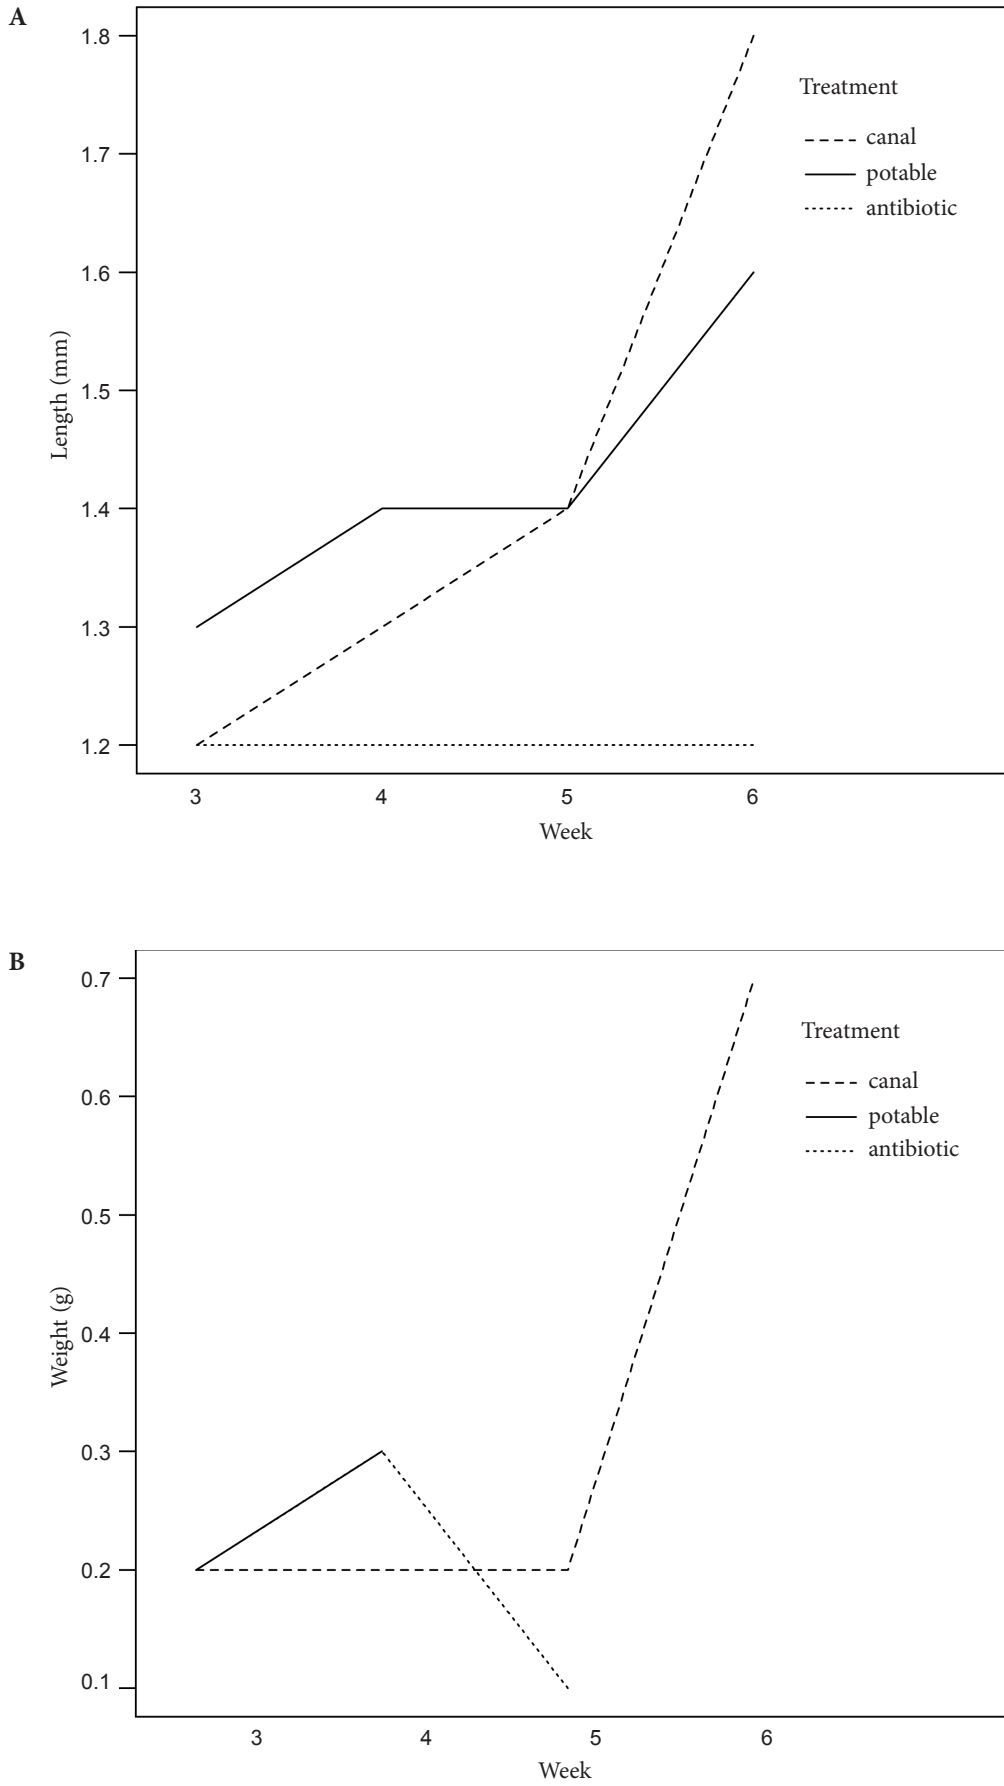 A
1.8
1.7
1.6
1.5
1.4
1.3
1.2
Length (mm)
Treatment
canal
potable
antibiotic
3 4 5 6
Week
B
0.7
0.6
0.5
0.4
0.3
0.2
0.1
Weight (g)
Treatment
canal
potable
antibiotic
3 4 5 6
Week